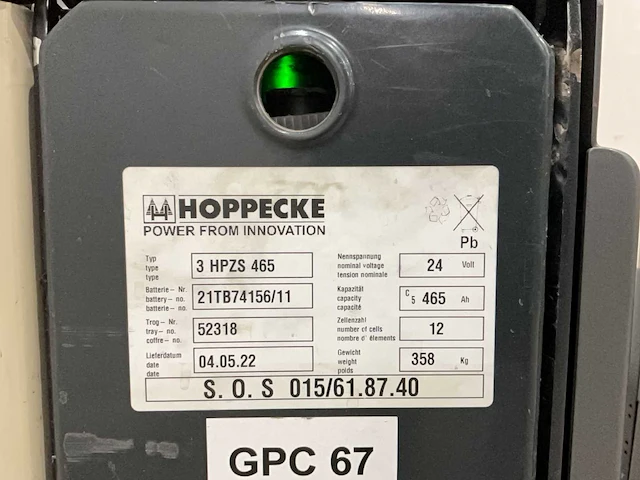 HOPPECKE
POWER FROM INNOVATION
Pb
Typ
type
type
3 HPZS 465
Nennspannung
nominal voltage
tension nominale
24 Volt
Batterie - Nr.
battery - no.
batterie - no.
21TB74156/11
Kapazität
capacity
capacité
C5 465 Ah
Trog - Nr.
tray - no.
coffre - no.
52318
Zellenzahl
number of cells
nombre d´ élements
12
Lieferdatum
date
date
04.05.22
Gewicht
weight
poids
358 Kg
S. O. S 015/61.87.40
GPC 67